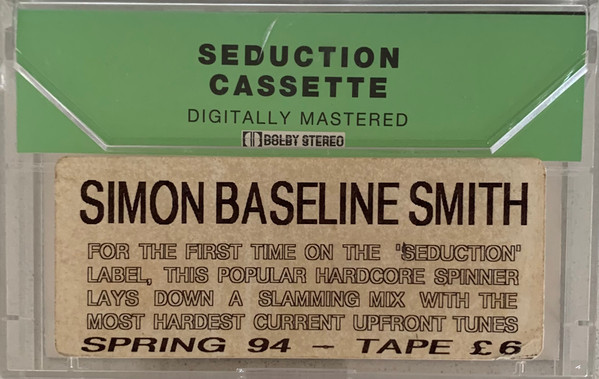 SEDUCTION
CASSETTE
DIGITALLY MASTERED
DOLBY STEREO
SIMON BASELINE SMITH
FOR THE FIRST TIME ON THE "SEDUCTION"
LABEL, THIS POPULAR HARDCORE SPINNER
LAYS DOWN A SLAMMING MIX WITH THE
MOST HARDEST CURRENT UPFRONT TUNES
SPRING 94 - TAPE £6